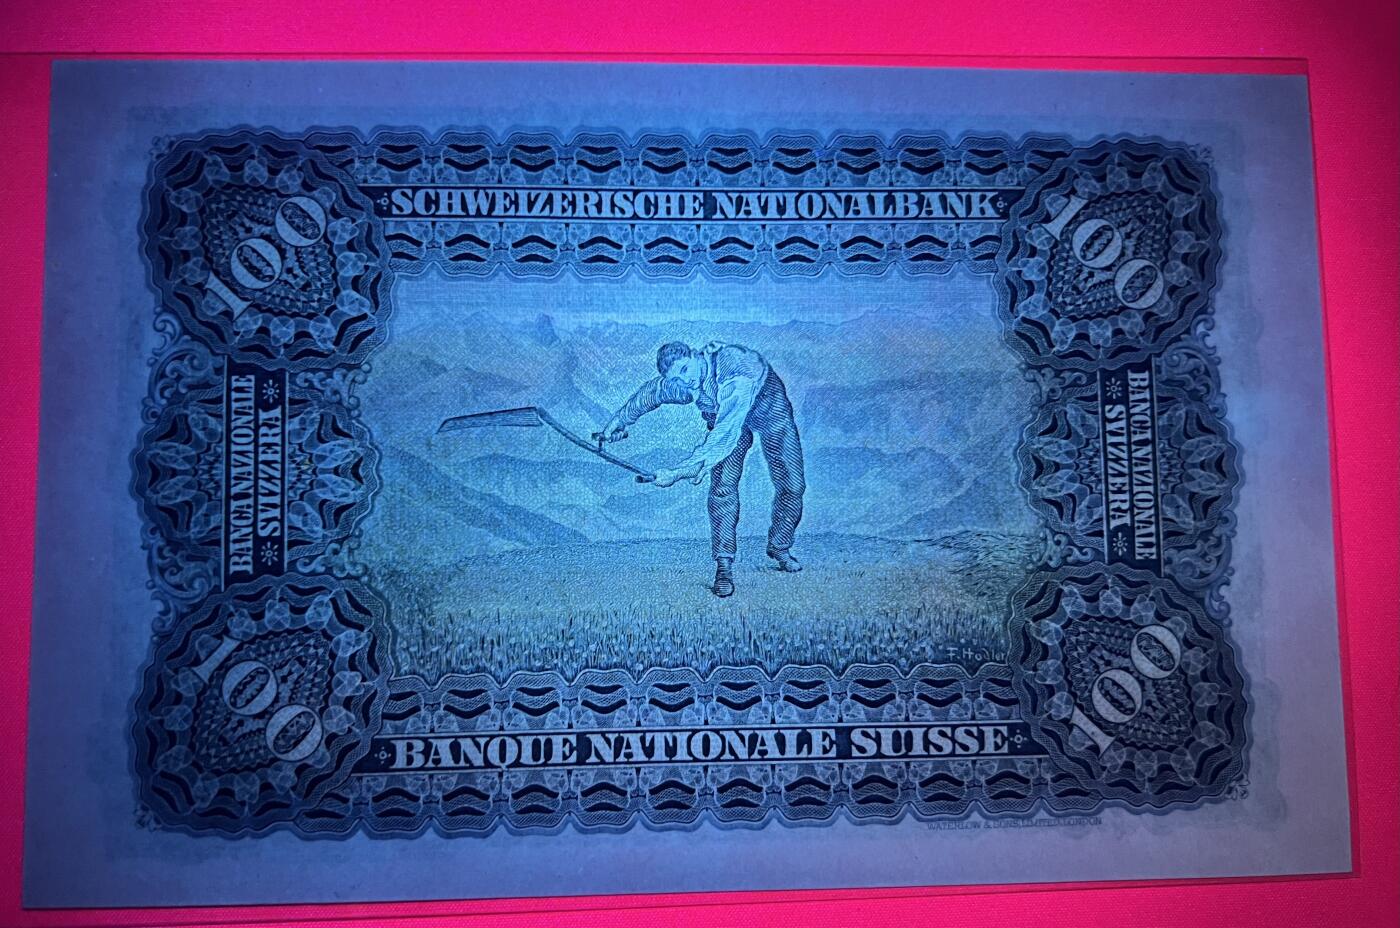 100
SCHWEIZERISCHE NATIONALBANK
100
BANCA NAZIONALE
SVIZZERA
BANCA NAZIONALE
SVIZZERA
F. Hodler
100
BANQUE NATIONALE SUISSE
100
WATERLOW & SONS LIMITED, LONDON